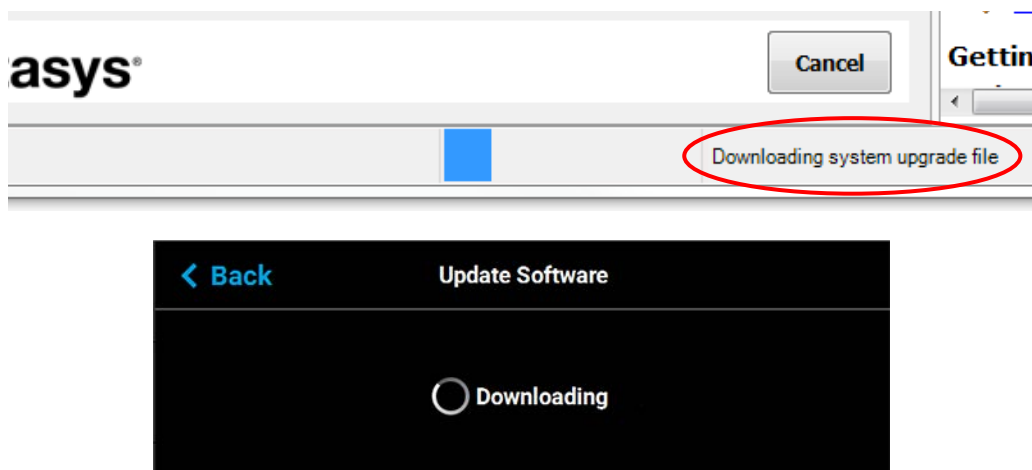 asys®
Cancel
Gettin
Downloading system upgrade file
Back
Update Software
Downloading